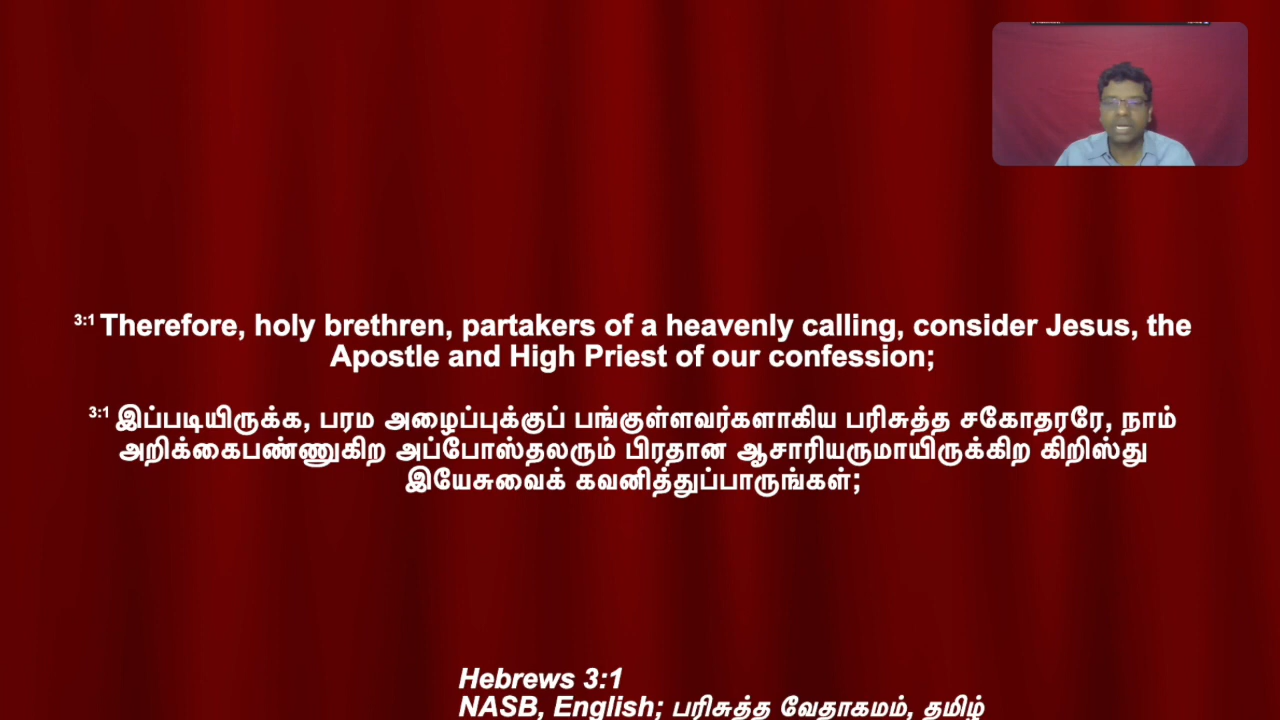 3:1 Therefore, holy brethren, partakers of a heavenly calling, consider Jesus, the
Apostle and High Priest of our confession;
3:1 இப்படியிருக்க, பரம அழைப்புக்குப் பங்குள்ளவர்களாகிய பரிசுத்த சகோதரரே, நாம்
அறிக்கைபண்ணுகிற அப்போஸ்தலரும் பிரதான ஆசாரியருமாயிருக்கிற கிறிஸ்து
இயேசுவைக் கவனித்துப்பாருங்கள்;
Hebrews 3:1
NASB, English; பரிசுத்த வேதாகமம், தமிழ்